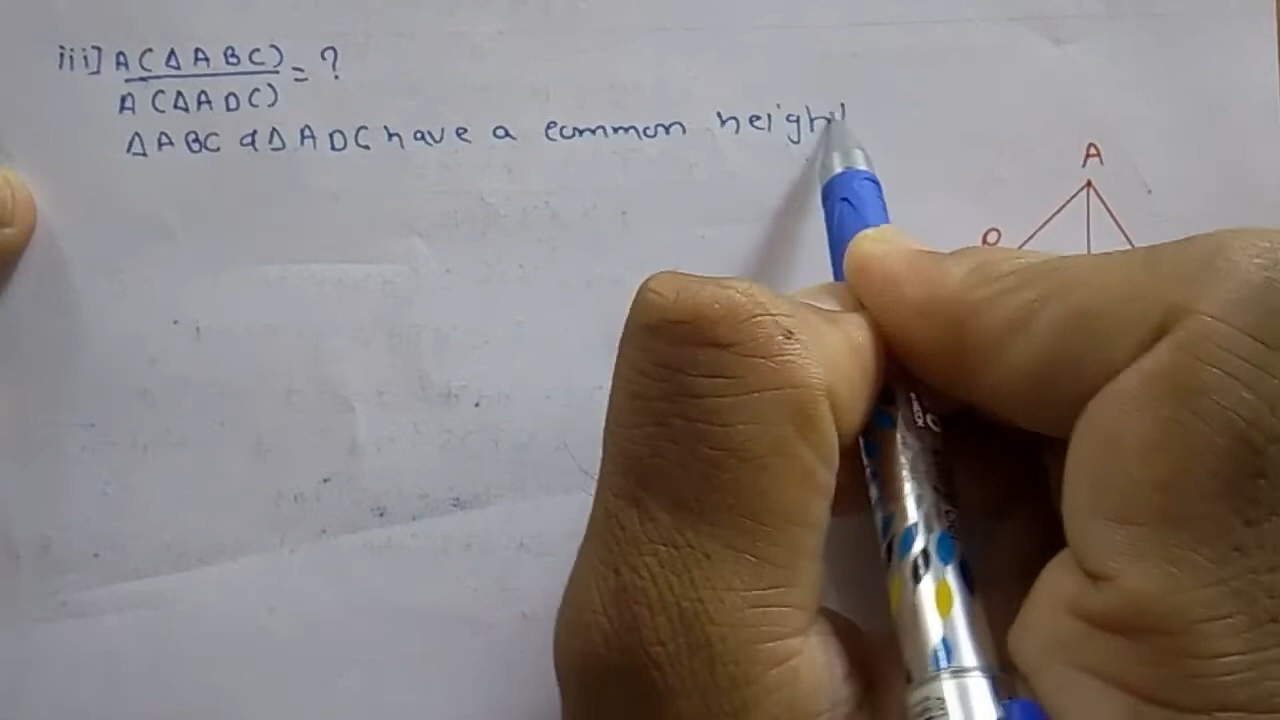 iii] A(ΔABC)
A(ΔADC) = ?
ΔABC & ΔADC have a common height
A